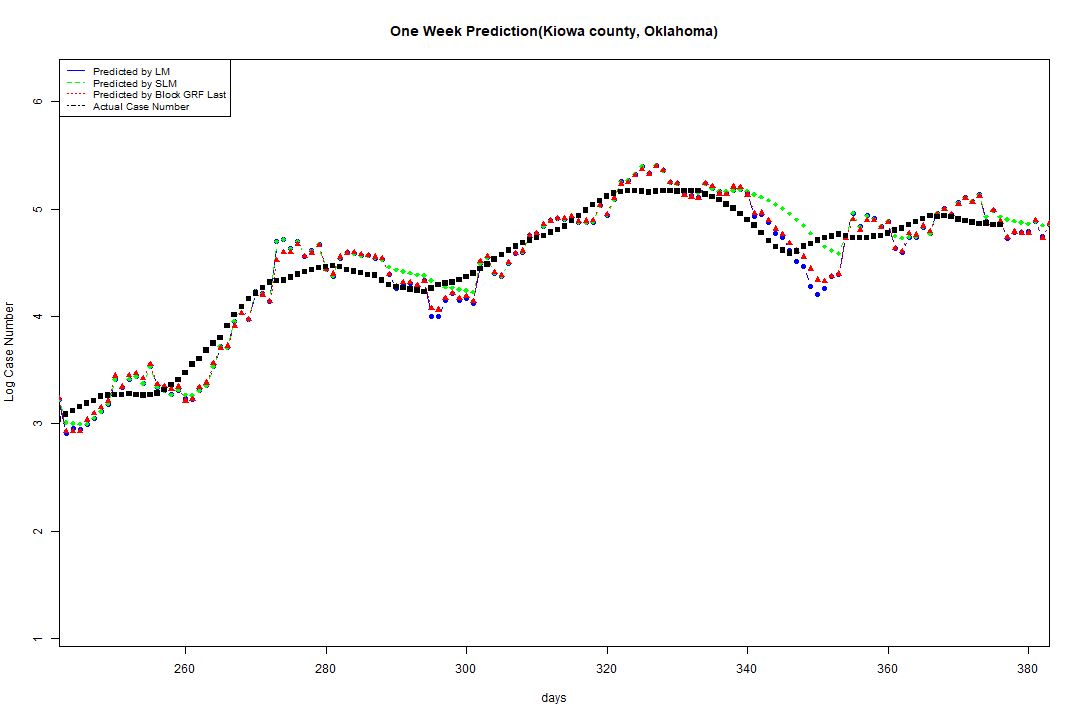 One Week Prediction(Kiowa county, Oklahoma)
Predicted by LM
Predicted by SLM
Predicted by Block GRF Last
Actual Case Number
6
5
4
3
2
1
Log Case Number
260 280 300 320 340 360 380
days